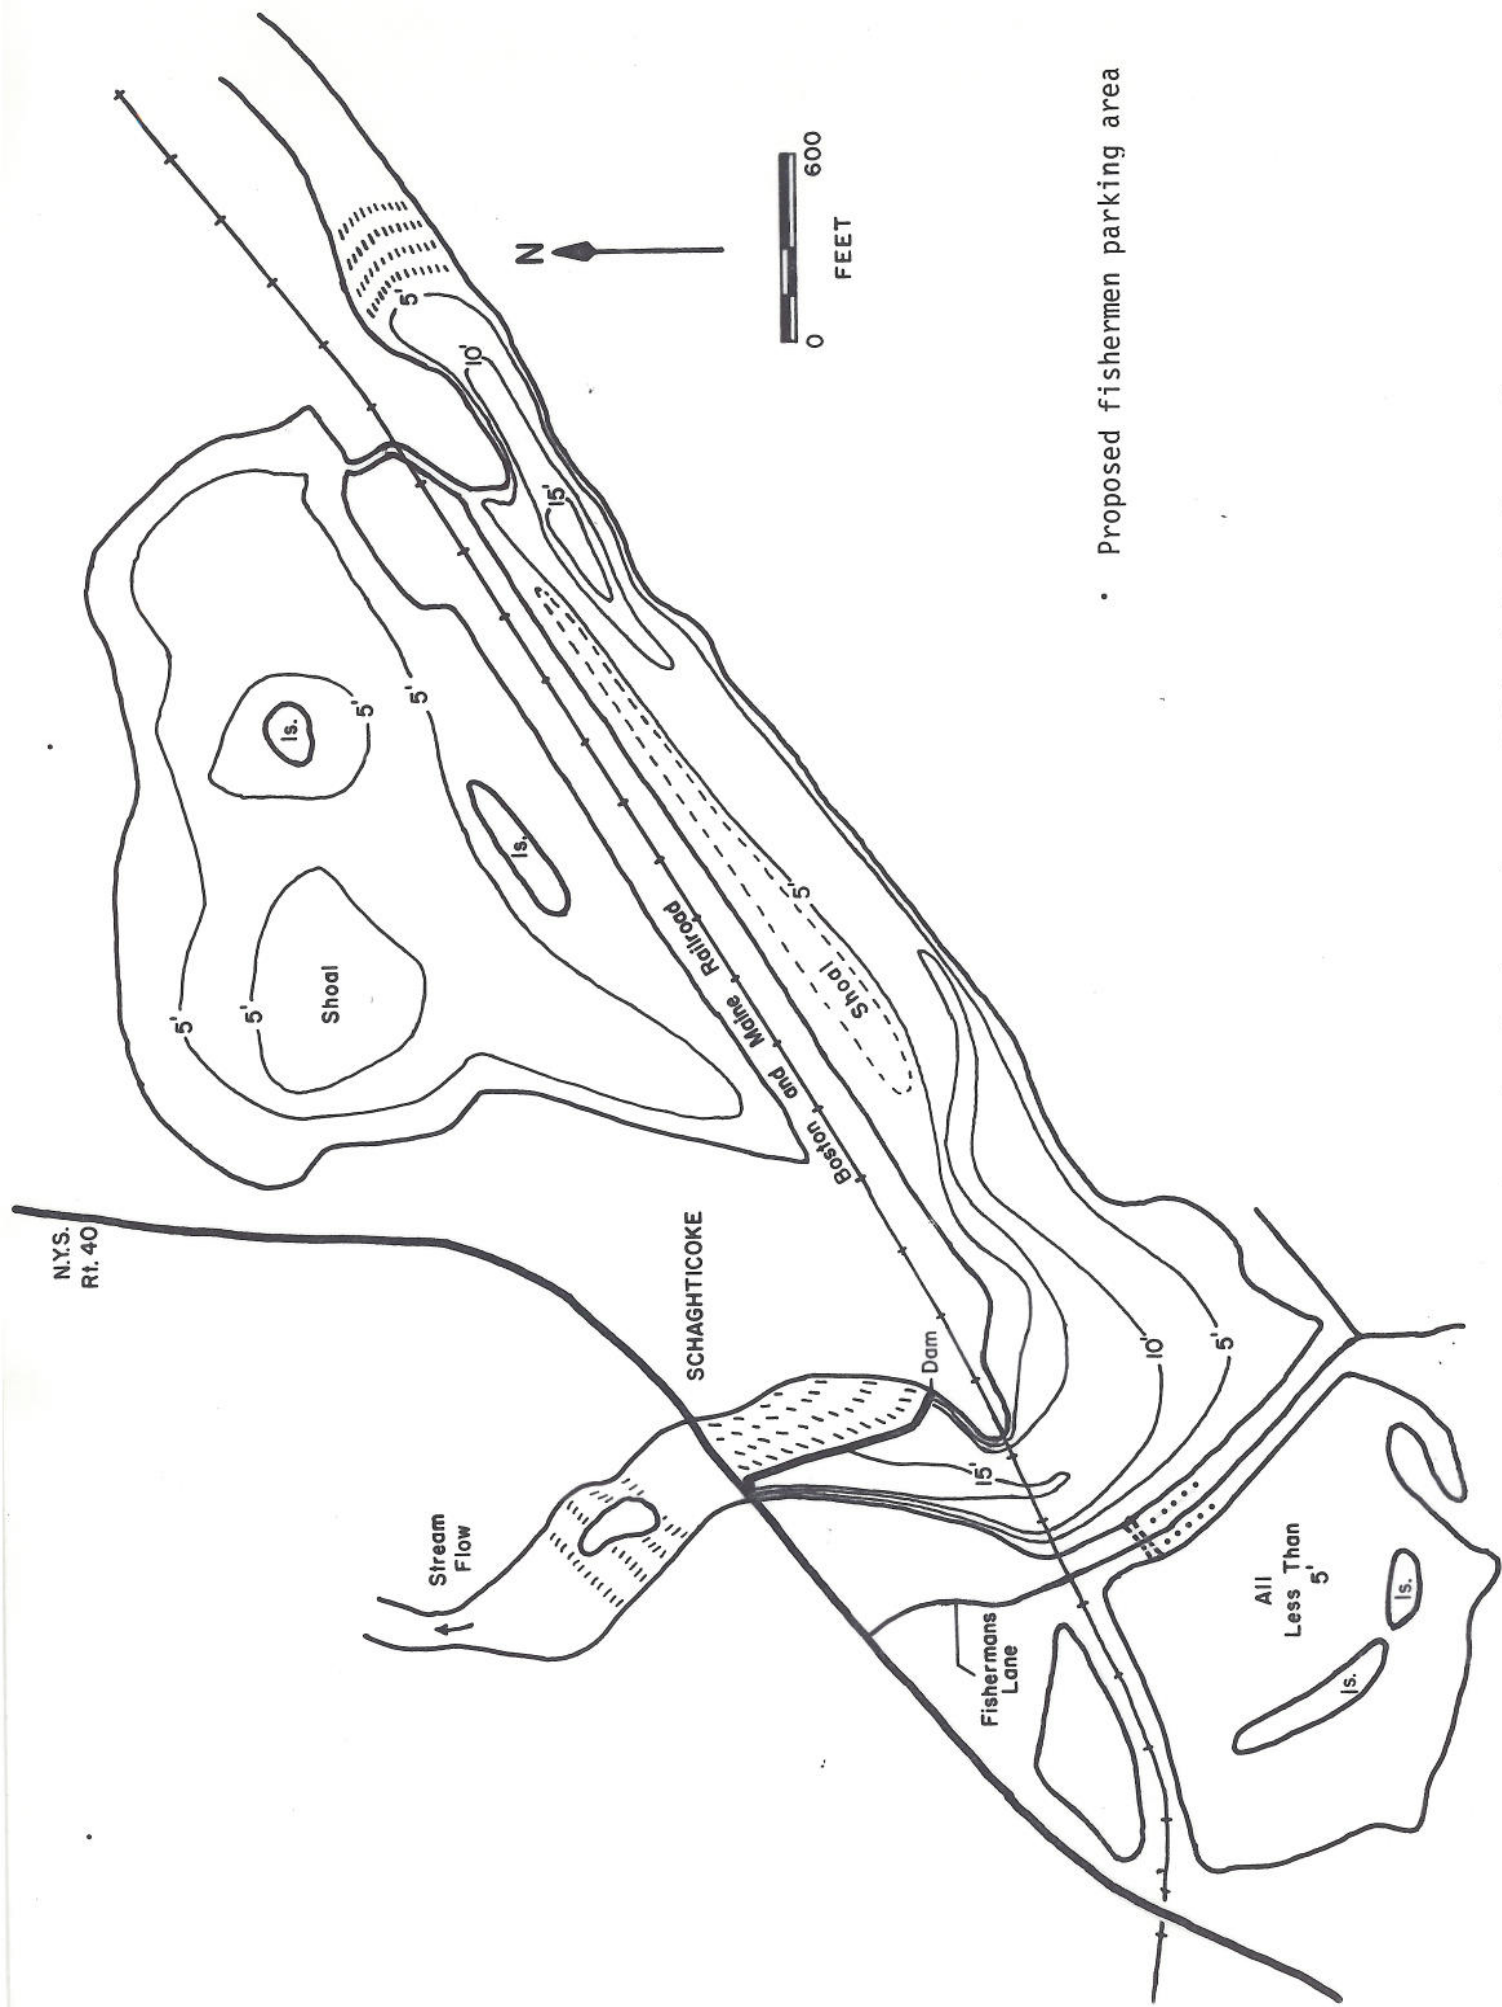 N.Y.S.
Rt. 40
Stream
Flow
SCHAGHTICOKE
Dam
Fishermans
Lane
Boston and Maine Railroad
Shoal
5'
5'
Is.
5'
5'
Is.
Shoal
5'
15'
10'
5'
10'
5'
15'
All
Less Than
5'
Is.
Is.
N
0
600
FEET
• Proposed fishermen parking area